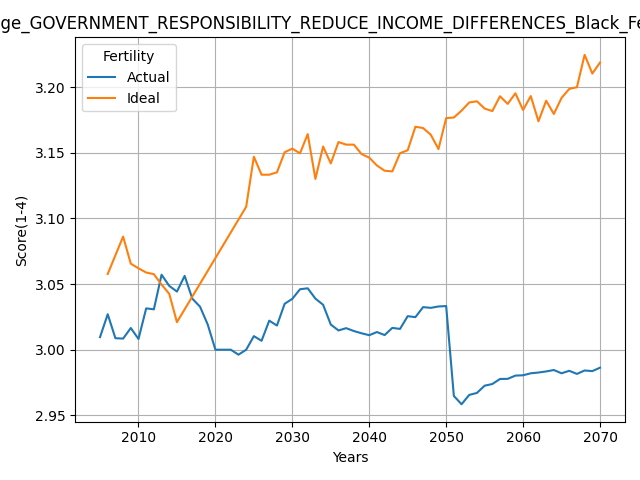 ge_GOVERNMENT_RESPONSIBILITY_REDUCE_INCOME_DIFFERENCES_Black_Fe
Fertility
Actual
Ideal
Score(1-4)
3.20
3.15
3.10
3.05
3.00
2.95
2010 2020 2030 2040 2050 2060 2070
Years